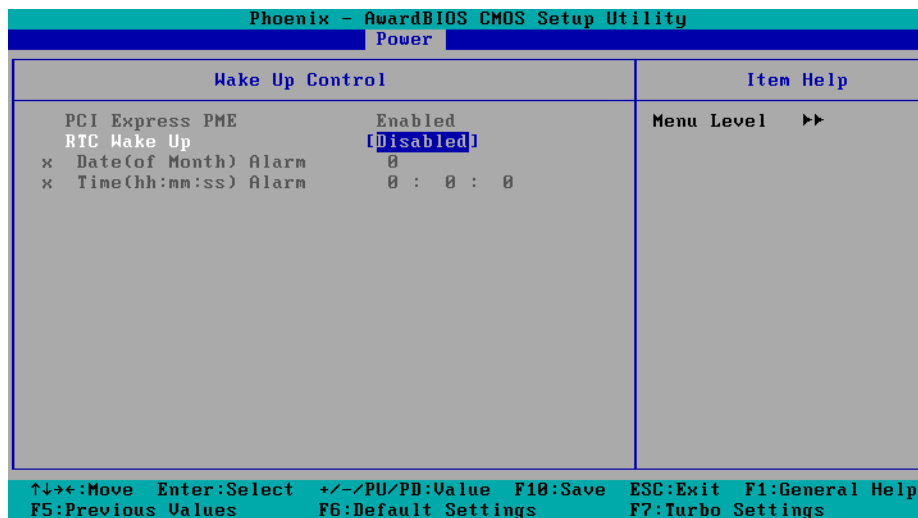 Phoenix - AwardBIOS CMOS Setup Utility
Power
Wake Up Control
Item Help
PCI Express PME Enabled
Menu Level ▶▶
RTC Wake Up [Disabled]
x Date(of Month) Alarm 0
x Time(hh:mm:ss) Alarm 0 : 0 : 0
↑↓→←:Move Enter:Select +/-/PU/PD:Value F10:Save ESC:Exit F1:General Help
F5:Previous Values F6:Default Settings F7:Turbo Settings